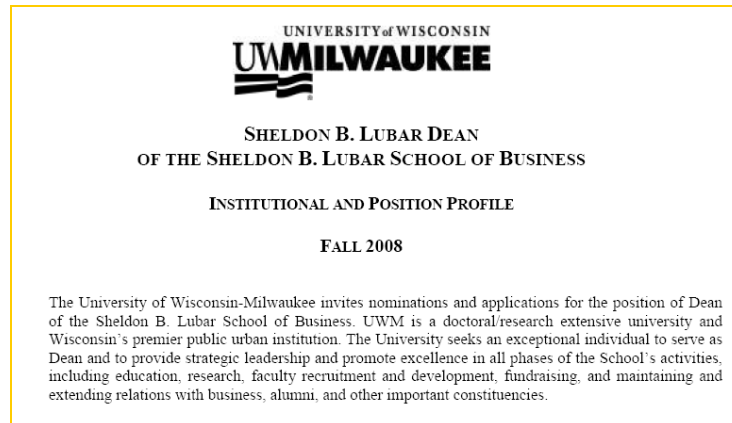 UNIVERSITY of WISCONSIN
UWMILWAUKEE
SHELDON B. LUBAR DEAN
OF THE SHELDON B. LUBAR SCHOOL OF BUSINESS
INSTITUTIONAL AND POSITION PROFILE
FALL 2008
The University of Wisconsin-Milwaukee invites nominations and applications for the position of Dean
of the Sheldon B. Lubar School of Business. UWM is a doctoral/research extensive university and
Wisconsin's premier public urban institution. The University seeks an exceptional individual to serve as
Dean and to provide strategic leadership and promote excellence in all phases of the School's activities,
including education, research, faculty recruitment and development, fundraising, and maintaining and
extending relations with business, alumni, and other important constituencies.